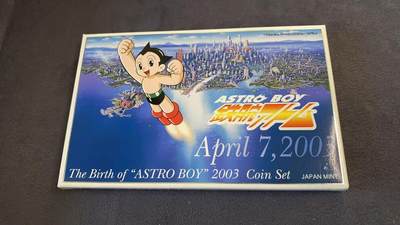 ASTRO BOY
鉄腕アトム
April 7, 2003
The Birth of "ASTRO BOY" 2003 Coin Set
JAPAN MINT